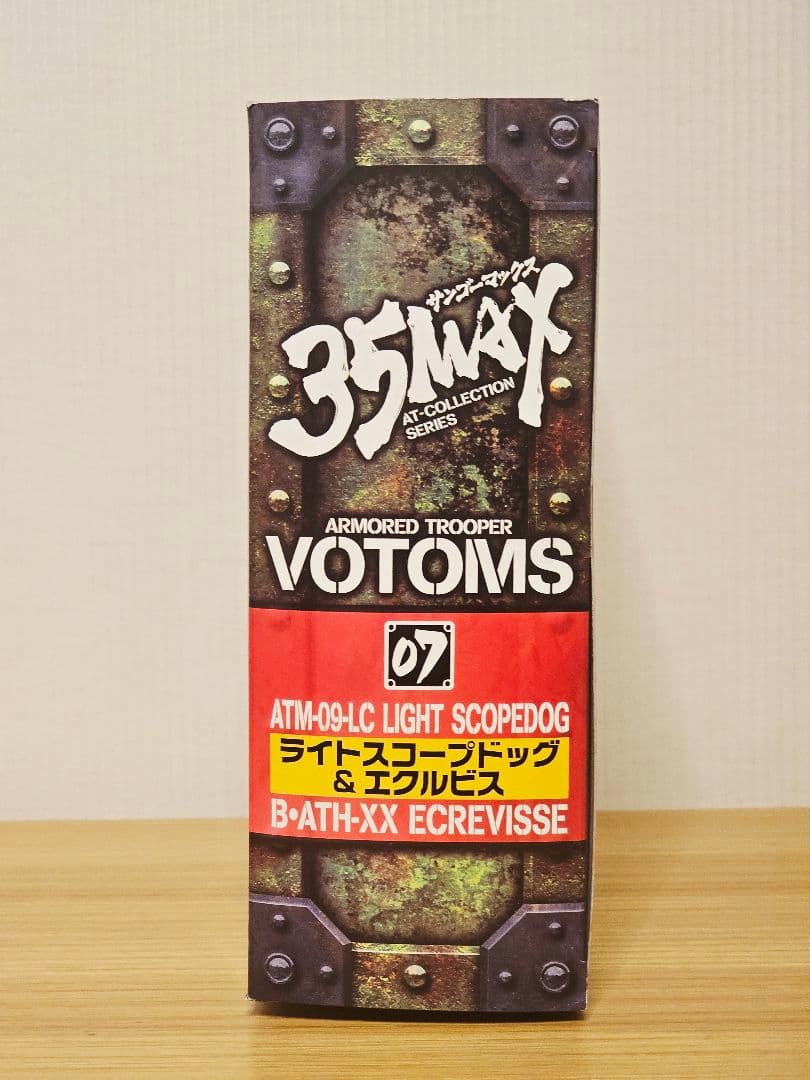 サンゴーマックス
35MAX
AT-COLLECTION
SERIES
ARMORED TROOPER
VOTOMS
07
ATM-09-LC LIGHT SCOPEDOG
ライトスコープドッグ
&エクルビス
B•ATH-XX ECREVISSE